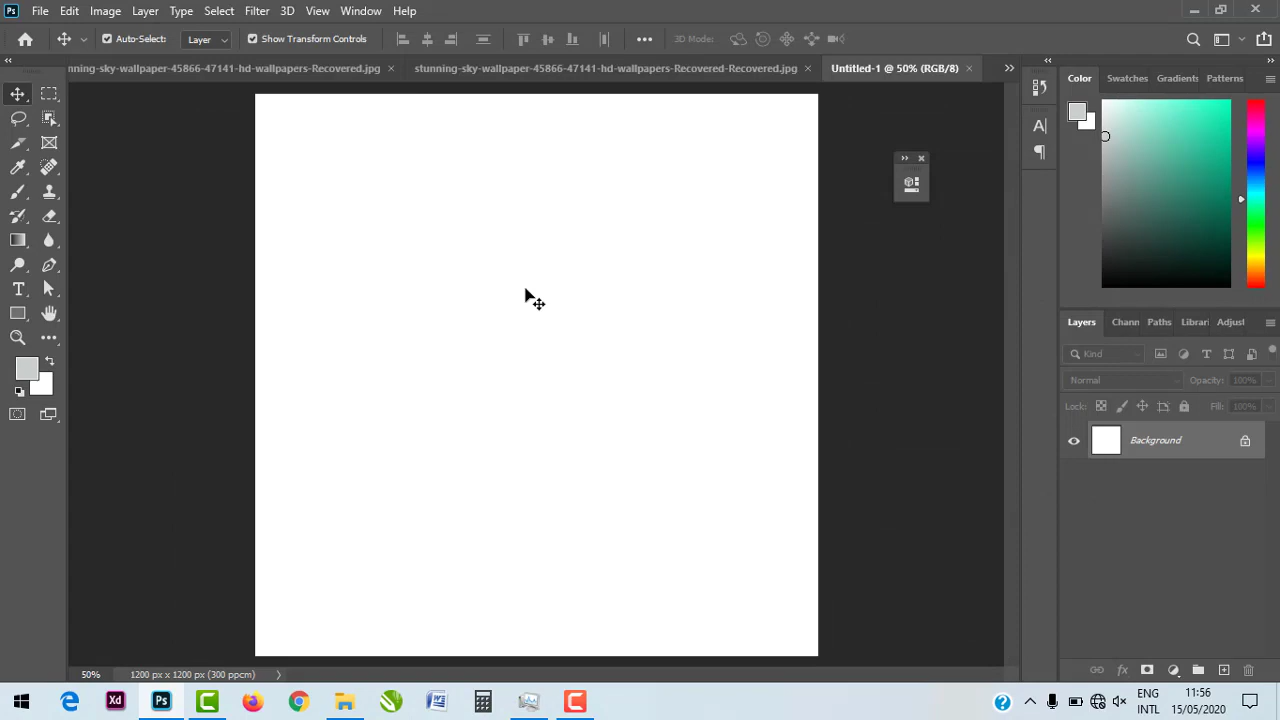 Ps File Edit Image Layer Type Select Filter 3D View Window Help
Auto-Select: Layer Show Transform Controls 3D Mode:
nning-sky-wallpaper-45866-47141-hd-wallpapers-Recovered.jpg stunning-sky-wallpaper-45866-47141-hd-wallpapers-Recovered-Recovered.jpg Untitled-1 @ 50% (RGB/8)
Color Swatches Gradients Patterns
Layers Chann Paths Librari Adjust
Kind
Normal Opacity: 100%
Lock: Fill: 100%
Background
50% 1200 px x 1200 px (300 ppcm)
Xd Ps ENG 11:56
INTL 15/05/2020